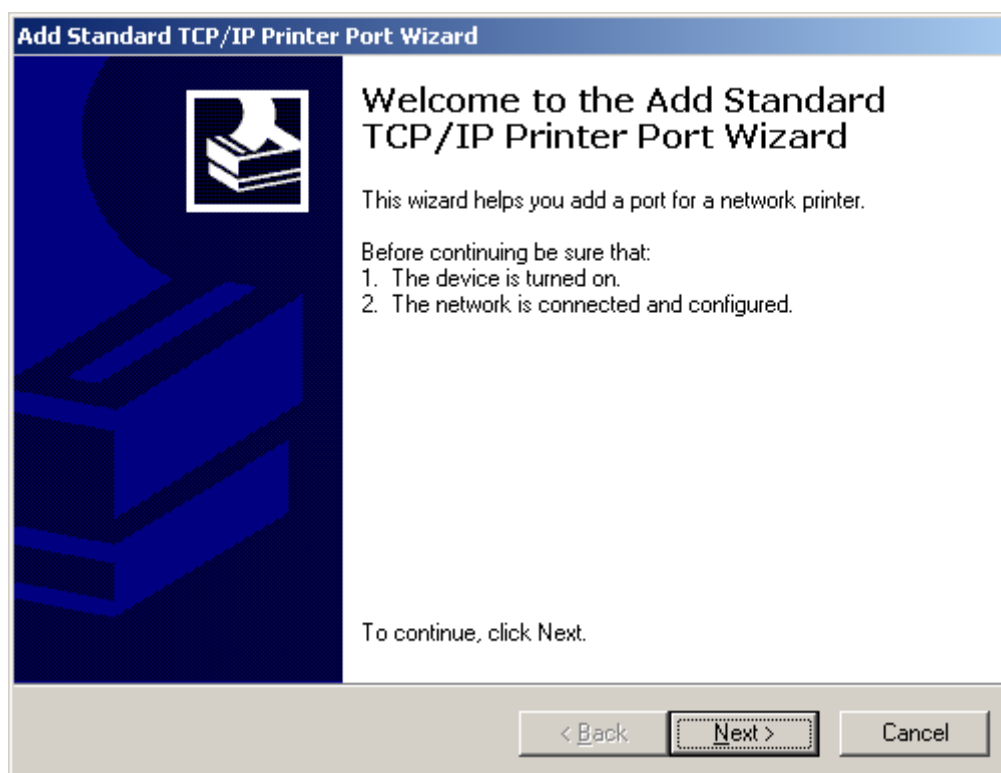 Add Standard TCP/IP Printer Port Wizard
Welcome to the Add Standard
TCP/IP Printer Port Wizard
This wizard helps you add a port for a network printer.
Before continuing be sure that:
1. The device is turned on.
2. The network is connected and configured.
To continue, click Next.
< Back
Next >
Cancel